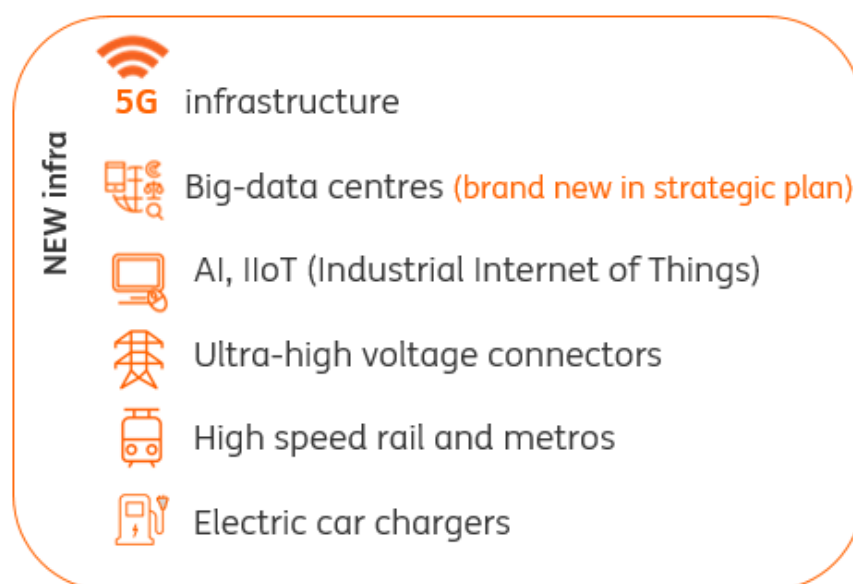 NEW infra
5G infrastructure
Big-data centres (brand new in strategic plan)
AI, IIoT (Industrial Internet of Things)
Ultra-high voltage connectors
High speed rail and metros
Electric car chargers